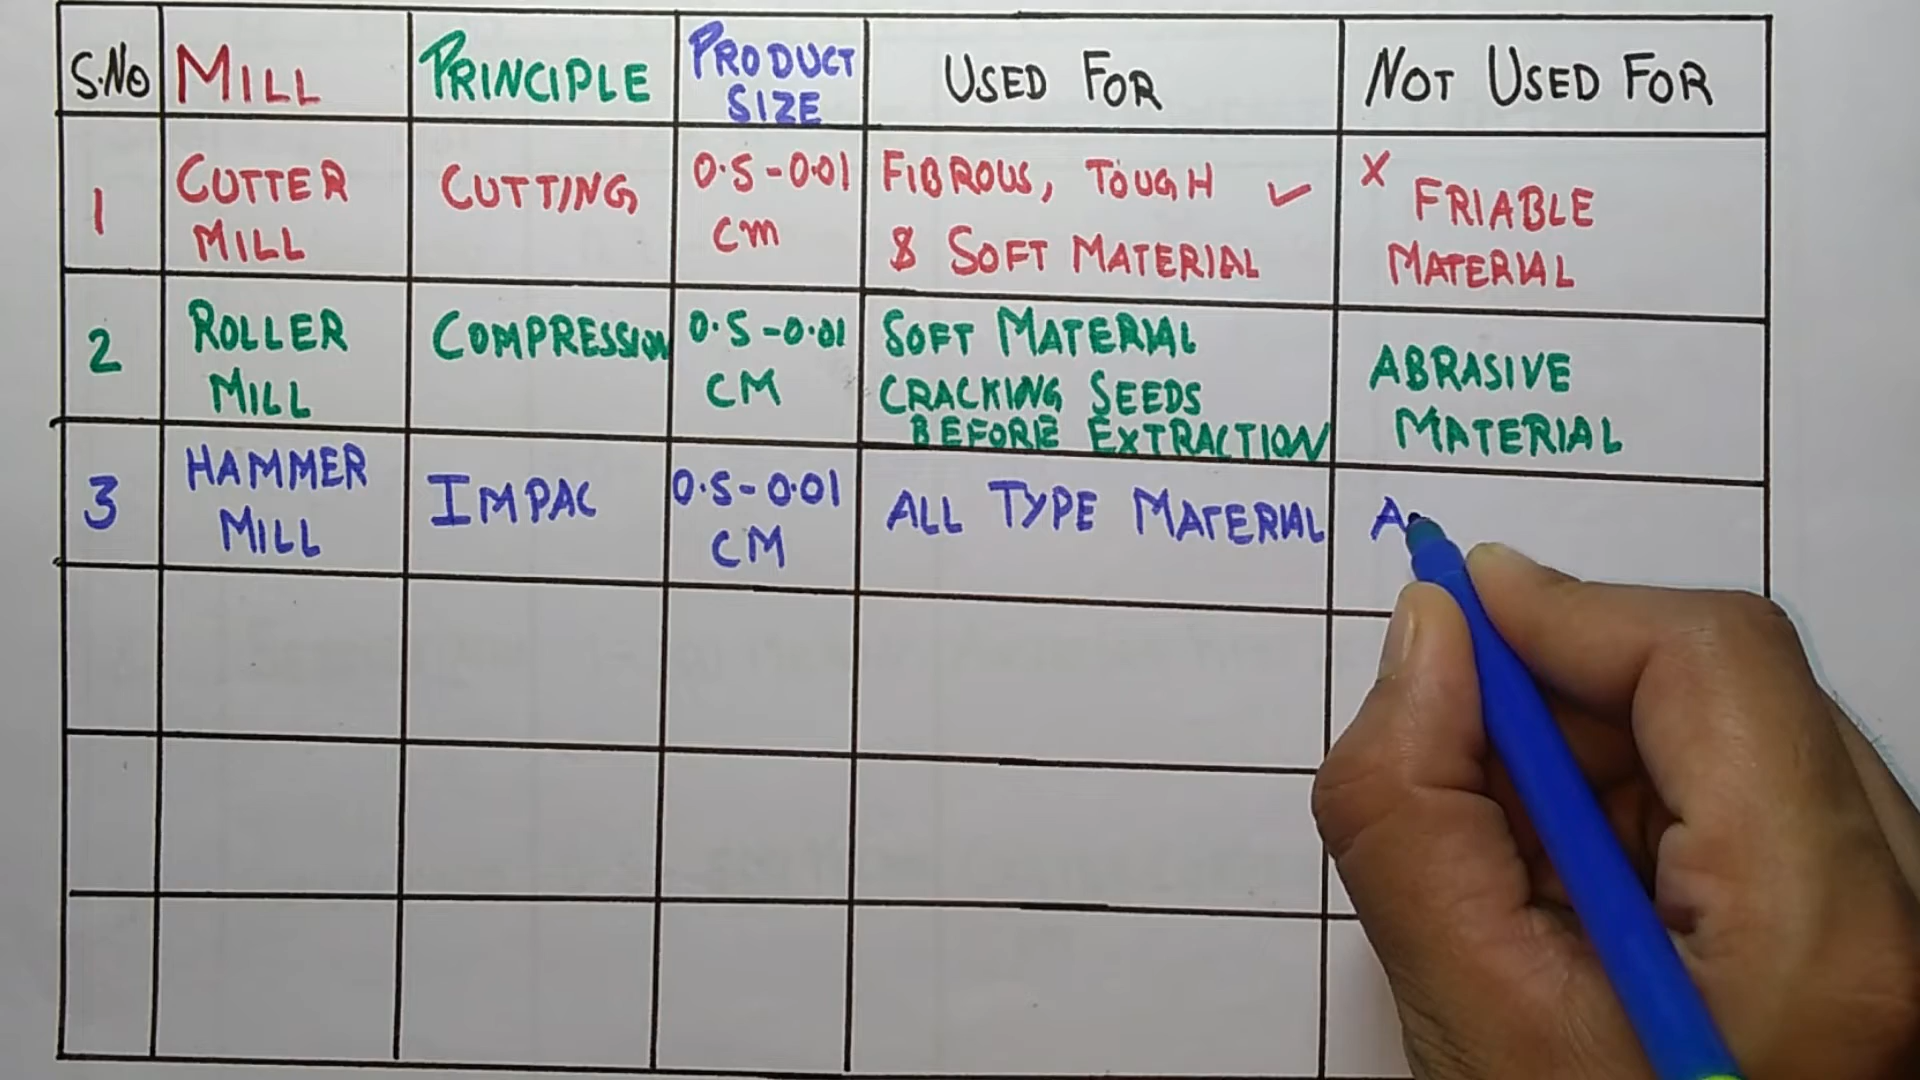 S.NO MILL PRINCIPLE PRODUCT SIZE USED FOR NOT USED FOR
1 CUTTER MILL CUTTING 0.5-0.01 cm FIBROUS, TOUGH ✓ & SOFT MATERIAL X FRIABLE MATERIAL
2 ROLLER MILL COMPRESSION 0.5-0.01 CM SOFT MATERIAL CRACKING SEEDS BEFORE EXTRACTION ABRASIVE MATERIAL
3 HAMMER MILL IMPAC 0.5-0.01 CM ALL TYPE MATERIAL A